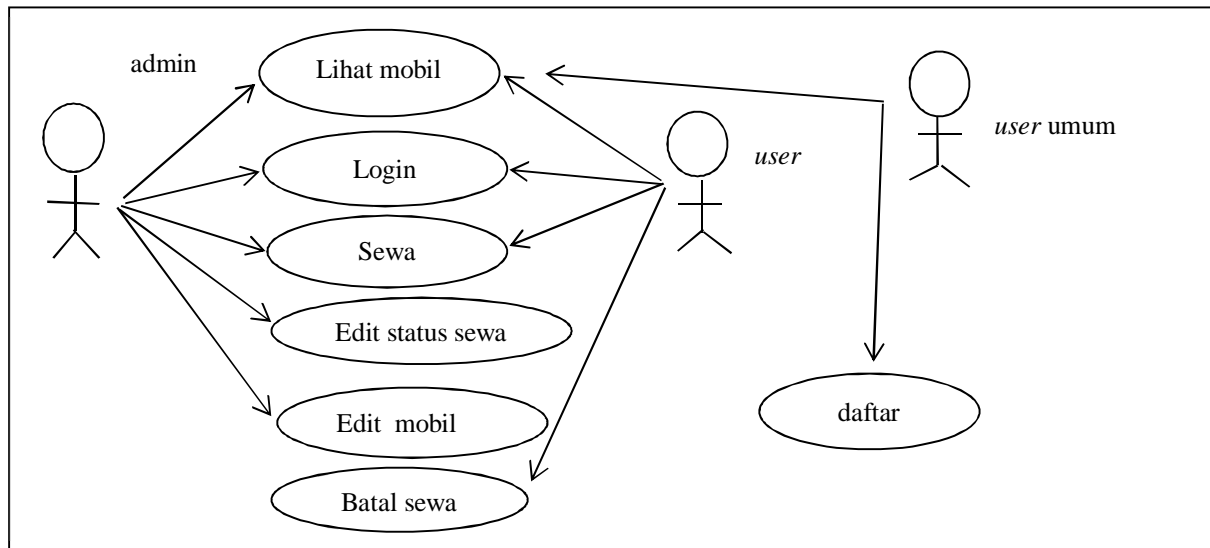 admin
Lihat mobil
user umum
Login
user
Sewa
Edit status sewa
Edit mobil
daftar
Batal sewa